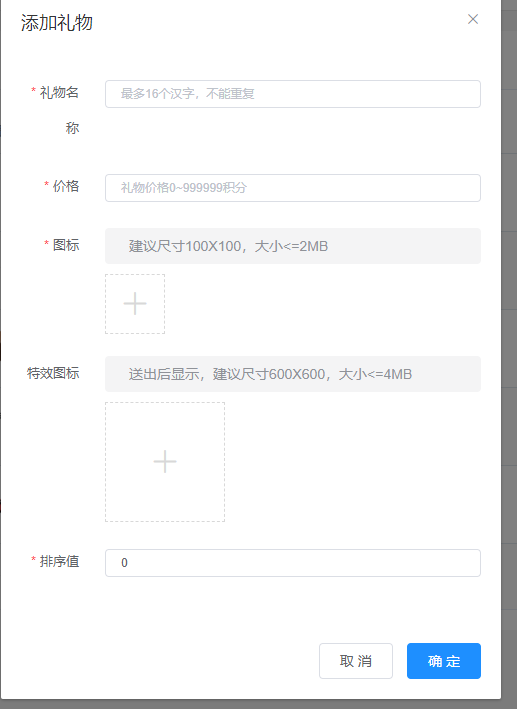 添加礼物
* 礼物名
称
最多16个汉字，不能重复
* 价格
礼物价格0~999999积分
* 图标
建议尺寸100X100，大小<=2MB
特效图标
送出后显示，建议尺寸600X600，大小<=4MB
* 排序值
0
取 消
确 定